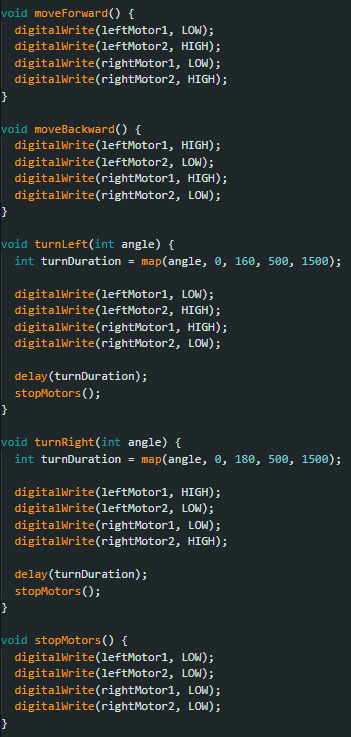 void moveForward() {
  digitalWrite(leftMotor1, LOW);
  digitalWrite(leftMotor2, HIGH);
  digitalWrite(rightMotor1, LOW);
  digitalWrite(rightMotor2, HIGH);
}

void moveBackward() {
  digitalWrite(leftMotor1, HIGH);
  digitalWrite(leftMotor2, LOW);
  digitalWrite(rightMotor1, HIGH);
  digitalWrite(rightMotor2, LOW);
}

void turnLeft(int angle) {
  int turnDuration = map(angle, 0, 160, 500, 1500);

  digitalWrite(leftMotor1, LOW);
  digitalWrite(leftMotor2, HIGH);
  digitalWrite(rightMotor1, HIGH);
  digitalWrite(rightMotor2, LOW);

  delay(turnDuration);
  stopMotors();
}

void turnRight(int angle) {
  int turnDuration = map(angle, 0, 180, 500, 1500);

  digitalWrite(leftMotor1, HIGH);
  digitalWrite(leftMotor2, LOW);
  digitalWrite(rightMotor1, LOW);
  digitalWrite(rightMotor2, HIGH);

  delay(turnDuration);
  stopMotors();
}

void stopMotors() {
  digitalWrite(leftMotor1, LOW);
  digitalWrite(leftMotor2, LOW);
  digitalWrite(rightMotor1, LOW);
  digitalWrite(rightMotor2, LOW);
}